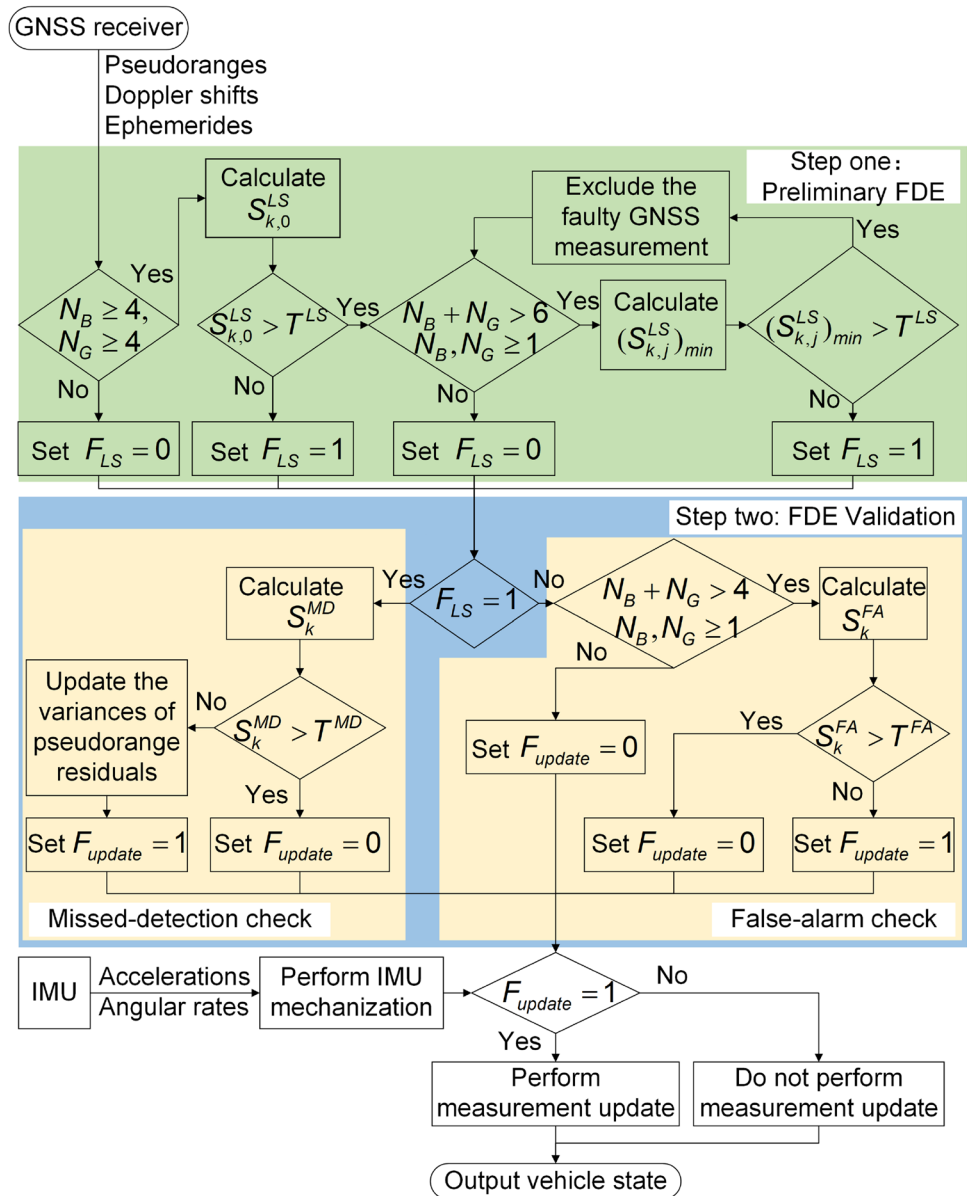 GNSS receiver
Pseudoranges
Doppler shifts
Ephemerides
Step one:
Preliminary FDE
Calculate
S_{k,0}^{LS}
Exclude the
faulty GNSS
measurement
Yes
Yes
N_B ≥ 4,
N_G ≥ 4
S_{k,0}^{LS} > T^{LS}
Yes
N_B + N_G > 6
N_B, N_G ≥ 1
Yes
Calculate
(S_{k,j}^{LS})_{min}
(S_{k,j}^{LS})_{min} > T^{LS}
No
No
No
No
Set F_{LS} = 0
Set F_{LS} = 1
Set F_{LS} = 0
Set F_{LS} = 1
Step two: FDE Validation
Calculate
S_k^{MD}
Yes
F_{LS} = 1
No
N_B + N_G > 4
N_B, N_G ≥ 1
Yes
Calculate
S_k^{FA}
No
Update the
variances of
pseudorange
residuals
No
S_k^{MD} > T^{MD}
Yes
Set F_{update} = 0
Yes
S_k^{FA} > T^{FA}
No
Set F_{update} = 1
Set F_{update} = 0
Set F_{update} = 0
Set F_{update} = 1
Missed-detection check
False-alarm check
IMU
Accelerations
Angular rates
Perform IMU
mechanization
F_{update} = 1
No
Yes
Perform
measurement update
Do not perform
measurement update
Output vehicle state